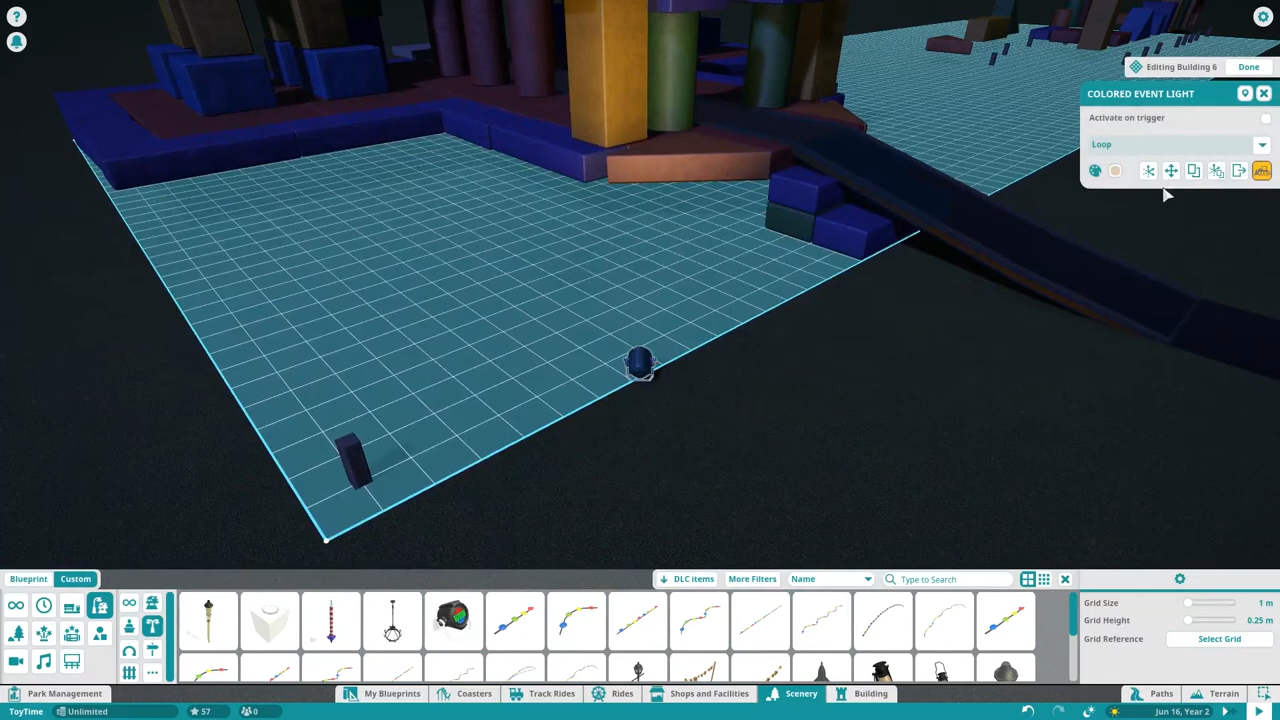 Editing Building 6
Done
COLORED EVENT LIGHT
Activate on trigger
Loop
Blueprint
Custom
DLC items
More Filters
Name
Type to Search
Grid Size
1 m
Grid Height
0.25 m
Grid Reference
Select Grid
Park Management
My Blueprints
Coasters
Track Rides
Rides
Shops and Facilities
Scenery
Building
Paths
Terrain
ToyTime
Unlimited
57
0
Jun 16, Year 2